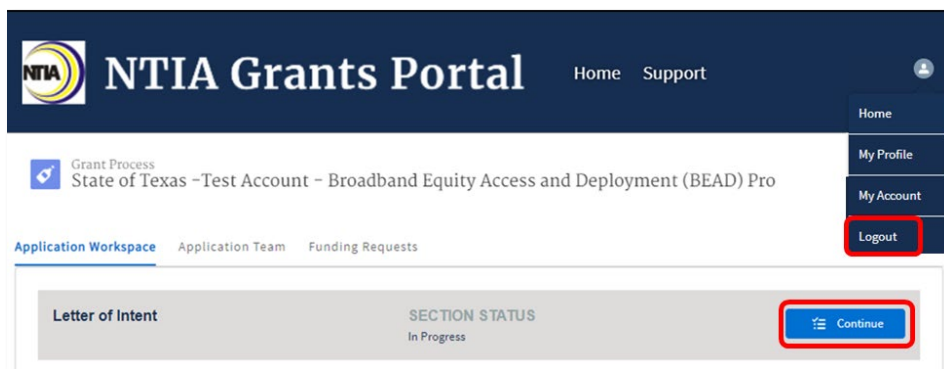 NTIA
NTIA Grants Portal
Home Support
Home
My Profile
My Account
Logout
Grant Process
State of Texas -Test Account - Broadband Equity Access and Deployment (BEAD) Pro
Application Workspace Application Team Funding Requests
Letter of Intent
SECTION STATUS
In Progress
Continue